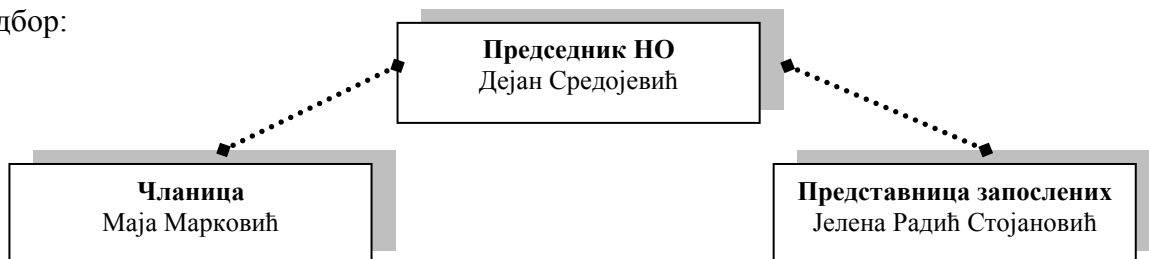 дбор:
Председник НО
Дејан Средојевић
Чланица
Маја Марковић
Представница запослених
Јелена Радић Стојановић